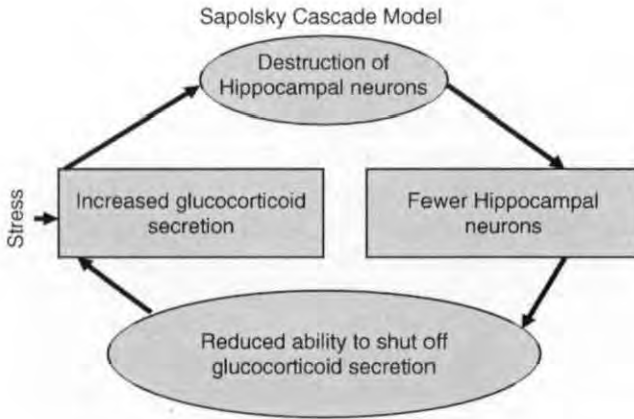 Sapolsky Cascade Model
Destruction of
Hippocampal neurons
Stress
Increased glucocorticoid
secretion
Fewer Hippocampal
neurons
Reduced ability to shut off
glucocorticoid secretion